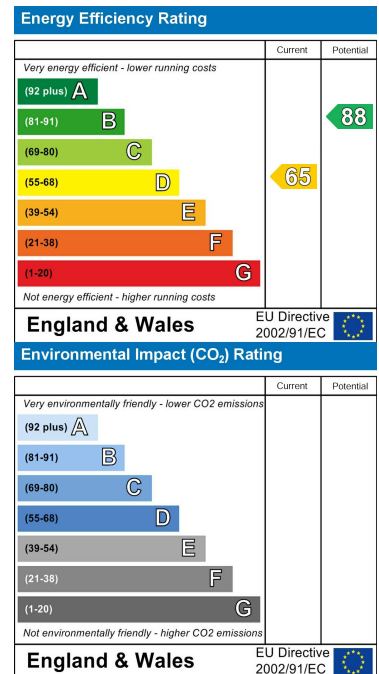 Energy Efficiency Rating
Current Potential
Very energy efficient - lower running costs
(92 plus) A
(81-91) B
88
(69-80) C
(55-68) D
65
(39-54) E
(21-38) F
(1-20) G
Not energy efficient - higher running costs
England & Wales
EU Directive
2002/91/EC
Environmental Impact (CO₂) Rating
Current Potential
Very environmentally friendly - lower CO2 emissions
(92 plus) A
(81-91) B
(69-80) C
(55-68) D
(39-54) E
(21-38) F
(1-20) G
Not environmentally friendly - higher CO2 emissions
England & Wales
EU Directive
2002/91/EC